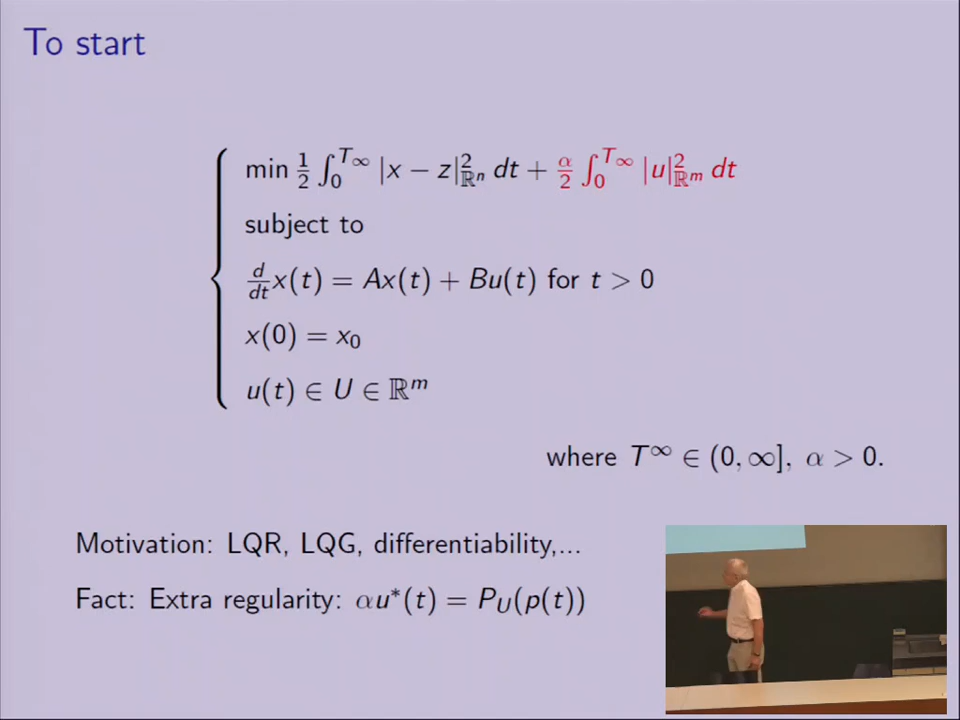 To start
min 1/2 ∫₀^{T∞} |x − z|²_{ℝⁿ} dt + α/2 ∫₀^{T∞} |u|²_{ℝᵐ} dt
subject to
d/dt x(t) = Ax(t) + Bu(t) for t > 0
x(0) = x₀
u(t) ∈ U ∈ ℝᵐ
where T^∞ ∈ (0, ∞], α > 0.
Motivation: LQR, LQG, differentiability,...
Fact: Extra regularity: αu*(t) = P_U(p(t))